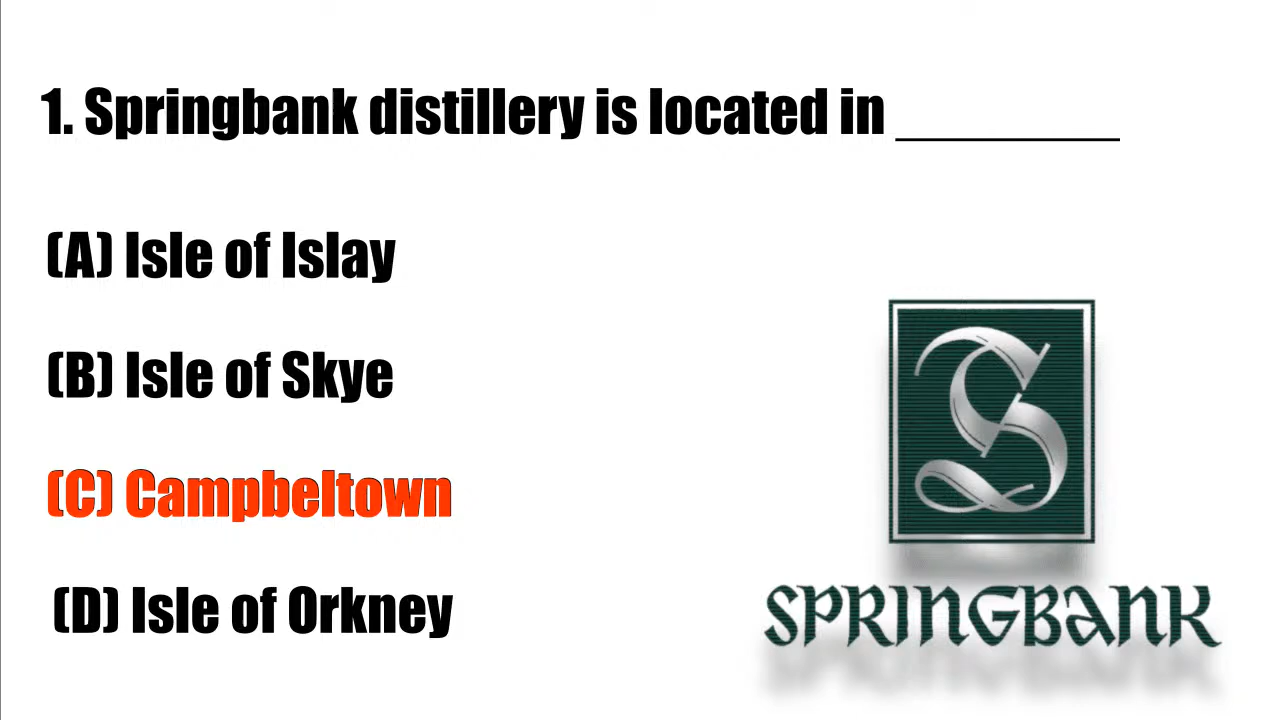 1. Springbank distillery is located in ________
(A) Isle of Islay
(B) Isle of Skye
(C) Campbeltown
(D) Isle of Orkney
S
SPRINGBANK